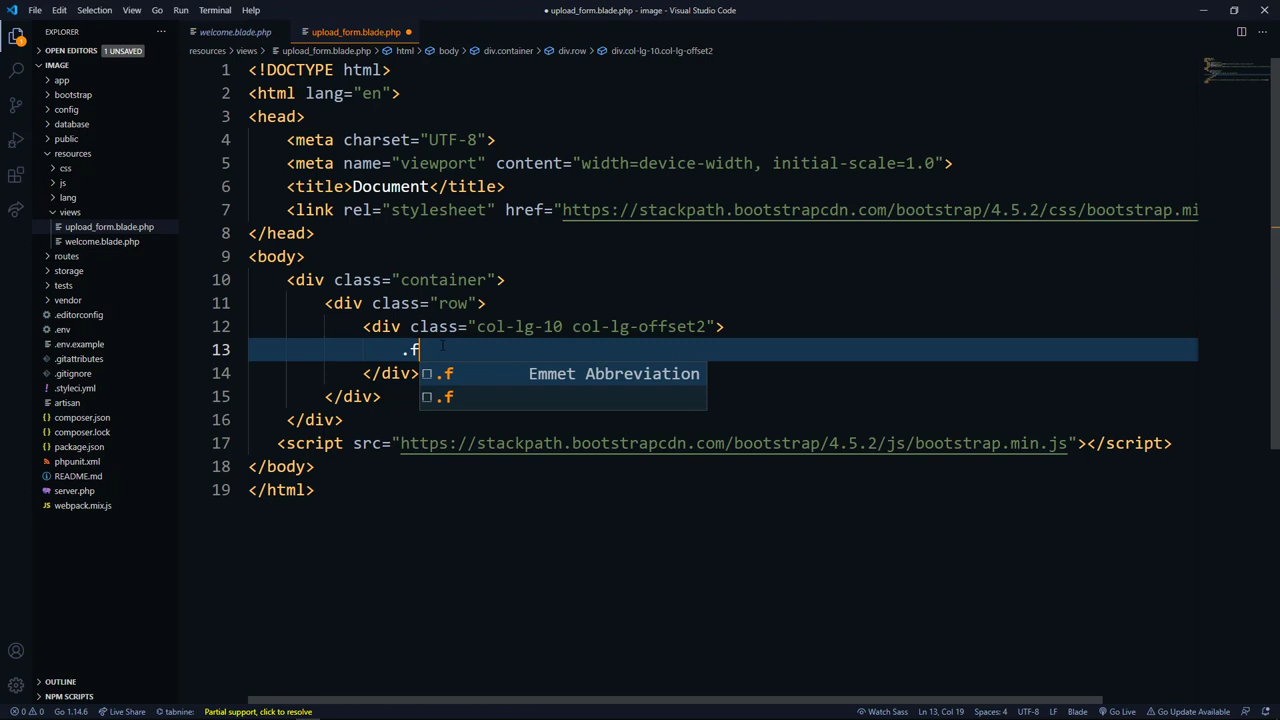 File Edit Selection View Go Run Terminal Help
● upload_form.blade.php - image - Visual Studio Code
EXPLORER
OPEN EDITORS 1 UNSAVED
IMAGE
app
bootstrap
config
database
public
resources
css
js
lang
views
upload_form.blade.php
welcome.blade.php
routes
storage
tests
vendor
.editorconfig
.env
.env.example
.gitattributes
.gitignore
.styleci.yml
artisan
composer.json
composer.lock
package.json
phpunit.xml
README.md
server.php
webpack.mix.js
OUTLINE
NPM SCRIPTS
welcome.blade.php upload_form.blade.php
resources > views > upload_form.blade.php > html > body > div.container > div.row > div.col-lg-10.col-lg-offset2
1 <!DOCTYPE html>
2 <html lang="en">
3 <head>
4 <meta charset="UTF-8">
5 <meta name="viewport" content="width=device-width, initial-scale=1.0">
6 <title>Document</title>
7 <link rel="stylesheet" href="https://stackpath.bootstrapcdn.com/bootstrap/4.5.2/css/bootstrap.mi
8 </head>
9 <body>
10 <div class="container">
11 <div class="row">
12 <div class="col-lg-10 col-lg-offset2">
13 .f
14 </div>
.f Emmet Abbreviation
.f
15 </div>
16 </div>
17 <script src="https://stackpath.bootstrapcdn.com/bootstrap/4.5.2/js/bootstrap.min.js"></script>
18 </body>
19 </html>
0 0 Go 1.14.6 Live Share tabnine: Partial support, click to resolve
Watch Sass Ln 13, Col 19 Spaces: 4 UTF-8 LF Blade Go Live Go Update Available